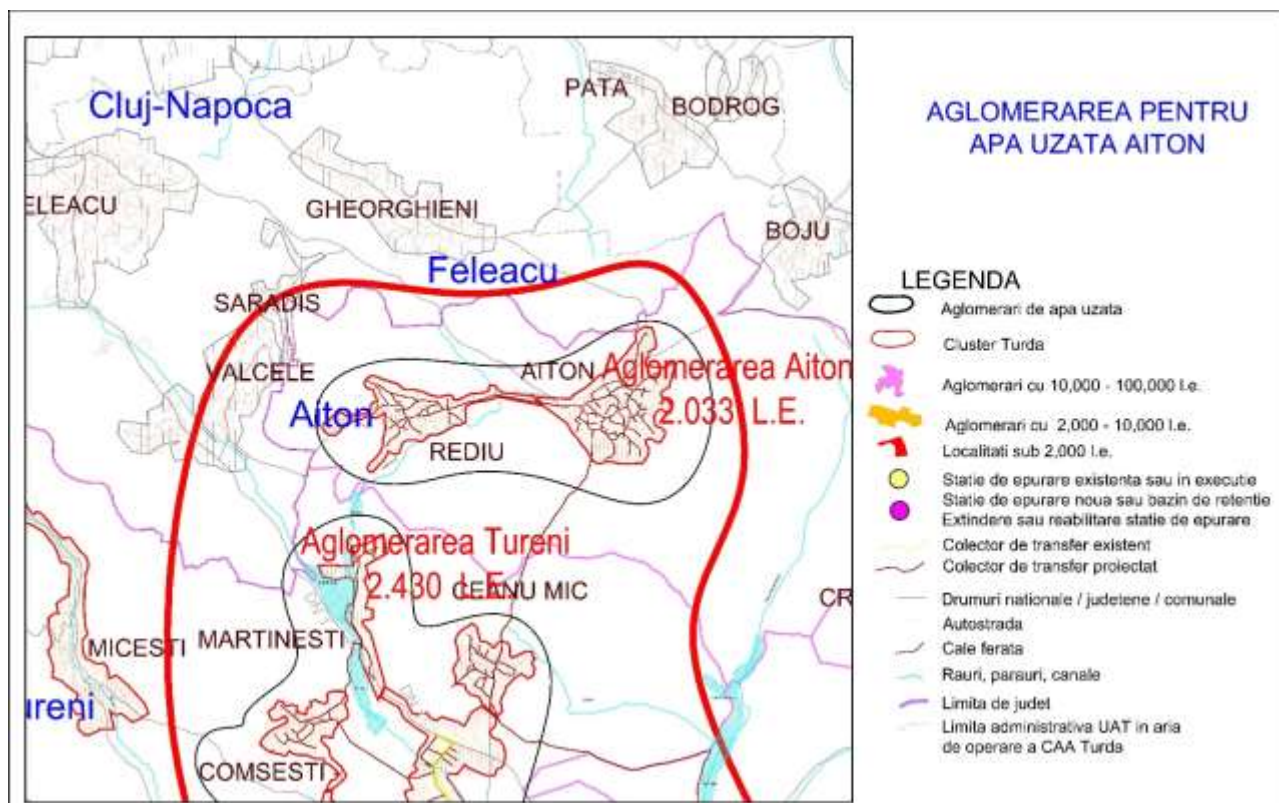 Cluj-Napoca
PATA
BODROG
ELEACU
GHEORGHIENI
BOJU
Feleacu
SARADIS
VALCELE
AITON
Aglomerarea Aiton
2.033 L.E.
Aiton
REDIU
Aglomerarea Tureni
2.430 L.E.
CEANU MIC
CR
MARTINESTI
MICESTI
ureni
COMSESTI
AGLOMERAREA PENTRU
APA UZATA AITON
LEGENDA
Aglomerari de apa uzata
Cluster Turda
Aglomerari cu 10,000 - 100,000 l.e.
Aglomerari cu 2,000 - 10,000 l.e.
Localitati sub 2,000 l.e.
Statie de epurare existenta sau in executie
Statie de epurare noua sau bazin de retentie
Extindere sau reabilitare statie de epurare
Colector de transfer existent
Colector de transfer proiectat
Drumuri nationale / judetene / comunale
Autostrada
Cale ferata
Rauri, parauri, canale
Limita de judet
Limita administrativa UAT in aria
de operare a CAA Turda